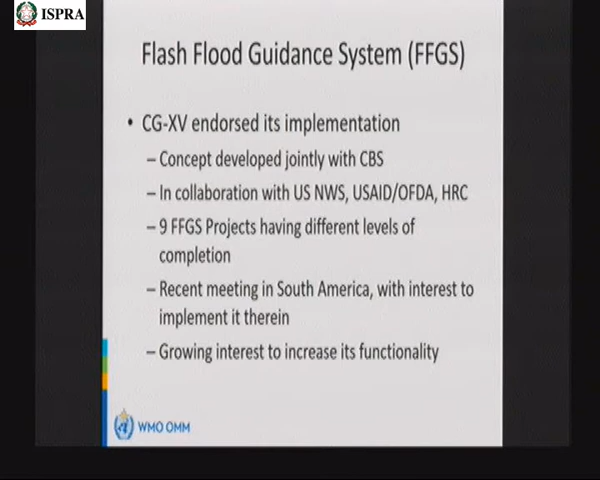 ISPRA
Flash Flood Guidance System (FFGS)
• CG-XV endorsed its implementation
– Concept developed jointly with CBS
– In collaboration with US NWS, USAID/OFDA, HRC
– 9 FFGS Projects having different levels of
completion
– Recent meeting in South America, with interest to
implement it therein
– Growing interest to increase its functionality
WMO OMM